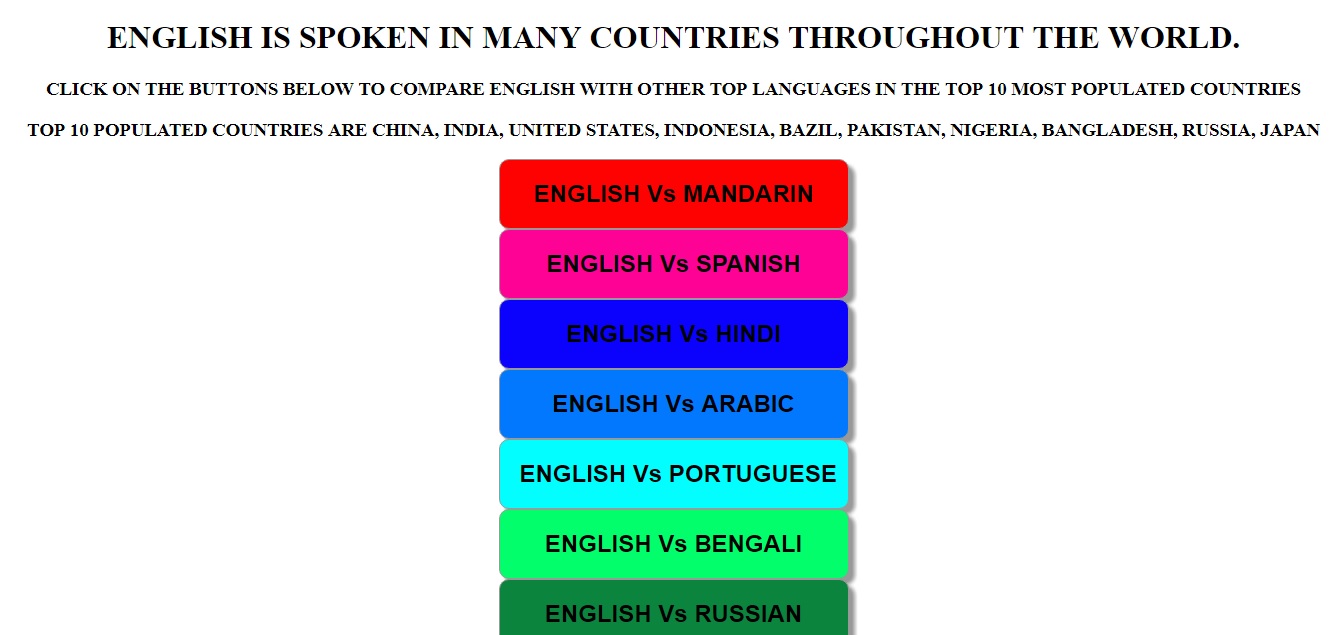 ENGLISH IS SPOKEN IN MANY COUNTRIES THROUGHOUT THE WORLD.
CLICK ON THE BUTTONS BELOW TO COMPARE ENGLISH WITH OTHER TOP LANGUAGES IN THE TOP 10 MOST POPULATED COUNTRIES
TOP 10 POPULATED COUNTRIES ARE CHINA, INDIA, UNITED STATES, INDONESIA, BAZIL, PAKISTAN, NIGERIA, BANGLADESH, RUSSIA, JAPAN
ENGLISH Vs MANDARIN
ENGLISH Vs SPANISH
ENGLISH Vs HINDI
ENGLISH Vs ARABIC
ENGLISH Vs PORTUGUESE
ENGLISH Vs BENGALI
ENGLISH Vs RUSSIAN